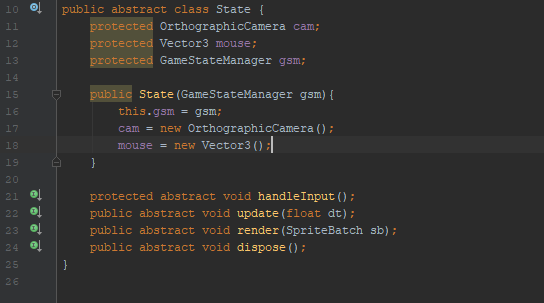 10 public abstract class State {
11     protected OrthographicCamera cam;
12     protected Vector3 mouse;
13     protected GameStateManager gsm;
14
15     public State(GameStateManager gsm){
16         this.gsm = gsm;
17         cam = new OrthographicCamera();
18         mouse = new Vector3();
19     }
20
21     protected abstract void handleInput();
22     public abstract void update(float dt);
23     public abstract void render(SpriteBatch sb);
24     public abstract void dispose();
25 }
26